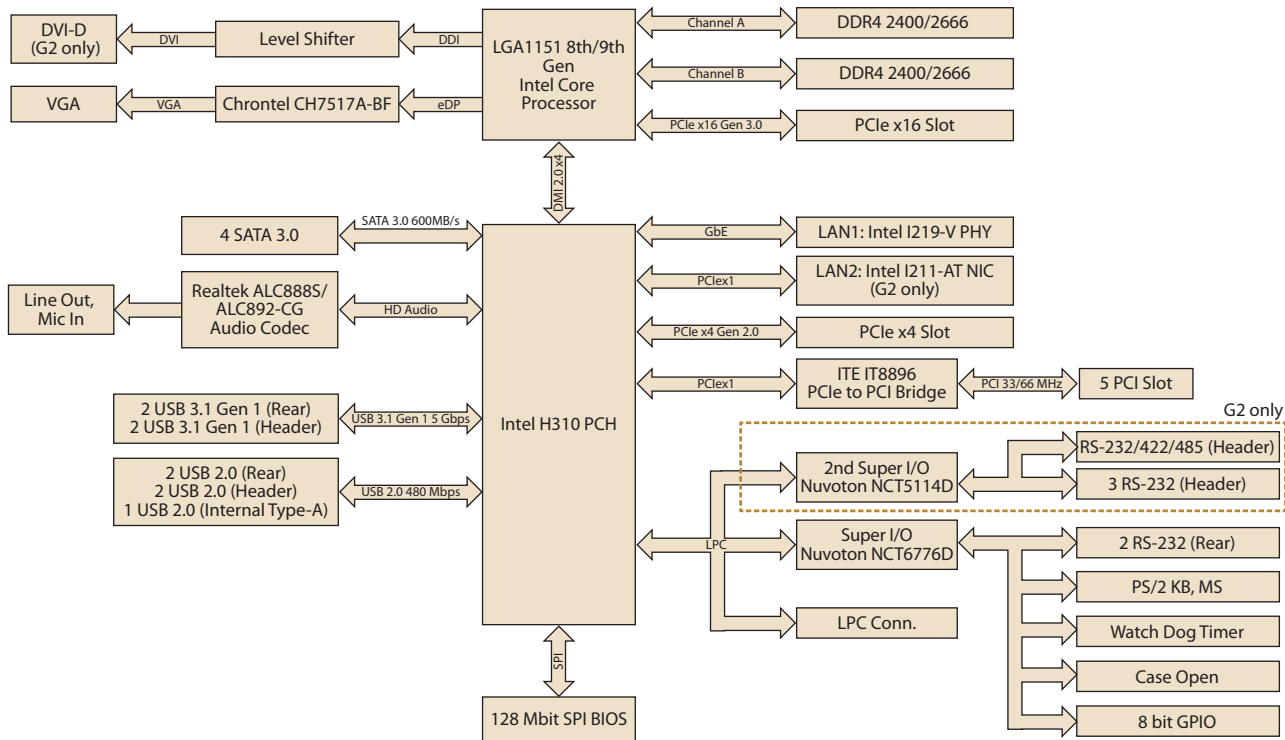 DVI-D
(G2 only)
DVI
Level Shifter
DDI
LGA1151 8th/9th
Gen
Intel Core
Processor
Channel A
DDR4 2400/2666
Channel B
DDR4 2400/2666
VGA
VGA
Chrontel CH7517A-BF
eDP
PCIe x16 Gen 3.0
PCIe x16 Slot
DMI 2.0 x4
4 SATA 3.0
SATA 3.0 600MB/s
GbE
LAN1: Intel I219-V PHY
Line Out,
Mic In
Realtek ALC888S/
ALC892-CG
Audio Codec
HD Audio
PCIex1
LAN2: Intel I211-AT NIC
(G2 only)
PCIe x4 Gen 2.0
PCIe x4 Slot
PCIex1
ITE IT8896
PCIe to PCI Bridge
PCI 33/66 MHz
5 PCI Slot
2 USB 3.1 Gen 1 (Rear)
2 USB 3.1 Gen 1 (Header)
USB 3.1 Gen 1 5 Gbps
Intel H310 PCH
G2 only
2 USB 2.0 (Rear)
2 USB 2.0 (Header)
1 USB 2.0 (Internal Type-A)
USB 2.0 480 Mbps
2nd Super I/O
Nuvoton NCT5114D
RS-232/422/485 (Header)
3 RS-232 (Header)
LPC
Super I/O
Nuvoton NCT6776D
2 RS-232 (Rear)
PS/2 KB, MS
LPC Conn.
Watch Dog Timer
Case Open
8 bit GPIO
SPI
128 Mbit SPI BIOS